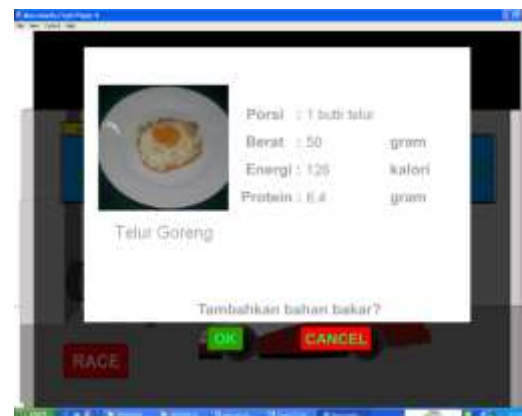 Porsi : 1 butir telur
Berat : 50 gram
Energi : 126 kalori
Protein : 6.4 gram
Telur Goreng
Tambahkan bahan bakar?
OK CANCEL
RACE